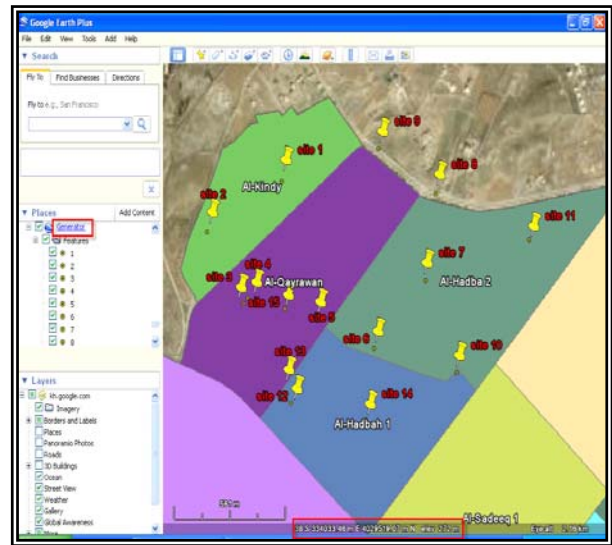 Google Earth Plus
File Edit View Tools Add Help
Search
Fly To Find Businesses Directions
Fly to e.g., San Francisco
Places Add Content
Generator
Features
1
2
3
4
5
6
7
8
Layers
kh.google.com
Imagery
Borders and Labels
Places
Panoramio Photos
Roads
3D Buildings
Ocean
Street View
Weather
Gallery
Global Awareness
More
site 9
site 1
site 8
Al-Kindy
site 2
site 11
site 7
site 4
site 3
Al-Qayrawan
Al-Hadba 2
site 15
site 5
site 6
site 13
site 10
site 12
site 14
Al-Hadbah 1
Al-Sadeeq 1